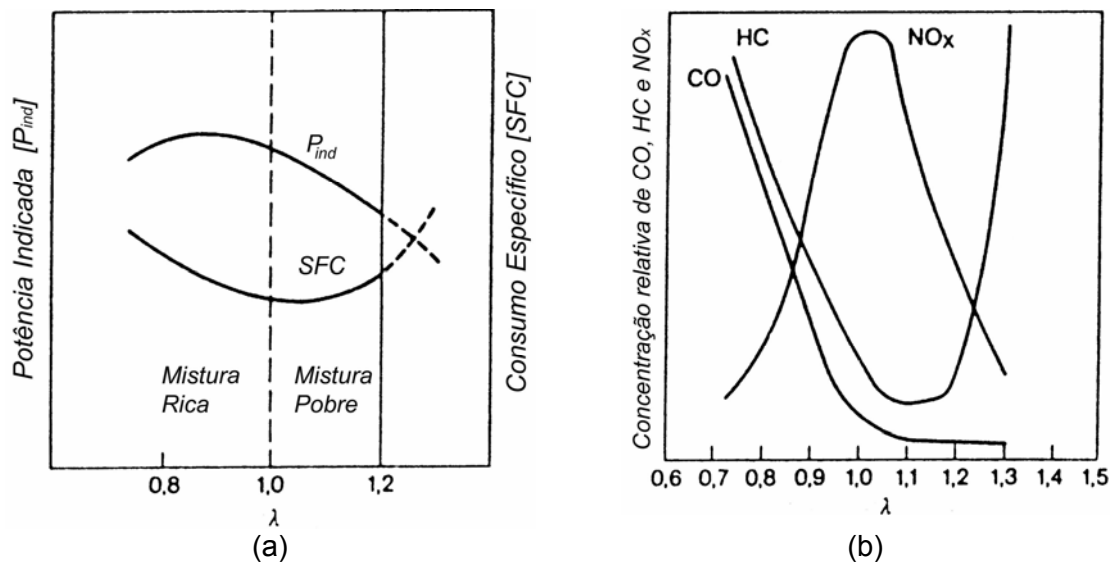 Potência Indicada [Pind]
Pind
SFC
Mistura
Rica
Mistura
Pobre
0,8
1,0
1,2
λ
(a)
Consumo Específico [SFC]
Concentração relativa de CO, HC e NOx
HC
CO
NOx
0,6 0,7 0,8 0,9 1,0 1,1 1,2 1,3 1,4 1,5
λ
(b)